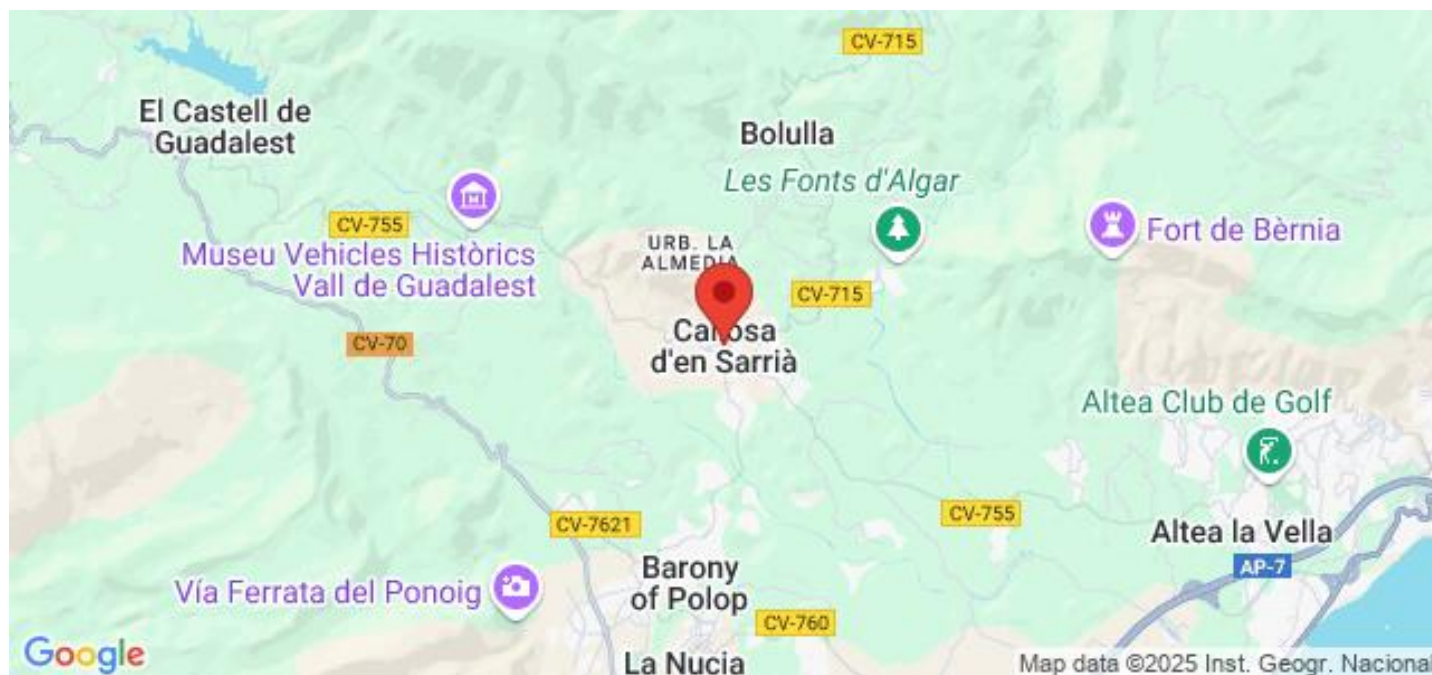 CV-715
El Castell de
Guadalest
Bolulla
Les Fonts d'Algar
CV-755
Museu Vehicles Històrics
Vall de Guadalest
URB. LA
ALMEDIA
Fort de Bèrnia
CV-715
CV-70
d'en Sarrià
Altea Club de Golf
CV-7621
CV-755
Altea la Vella
AP-7
Vía Ferrata del Ponoig
Barony
of Polop
CV-760
La Nucia
Google
Map data ©2025 Inst. Geogr. Nacional